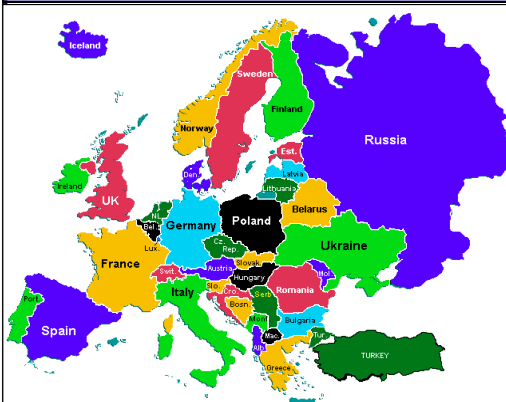 Iceland
Sweden
Finland
Norway
Russia
Est.
Latvia
Den.
Lithuania
Ireland
UK
Belarus
Nl.
Poland
Germany
Bel.
Ukraine
Cz.
Rep.
Lux.
Slovak.
France
Swit.
Austria
Hungary
Mol.
Romania
Italy
Slo.
Cro.
Serb
Port.
Bosn.
Spain
Mon
Bulgaria
Mac.
Tur.
Alb.
TURKEY
Greece